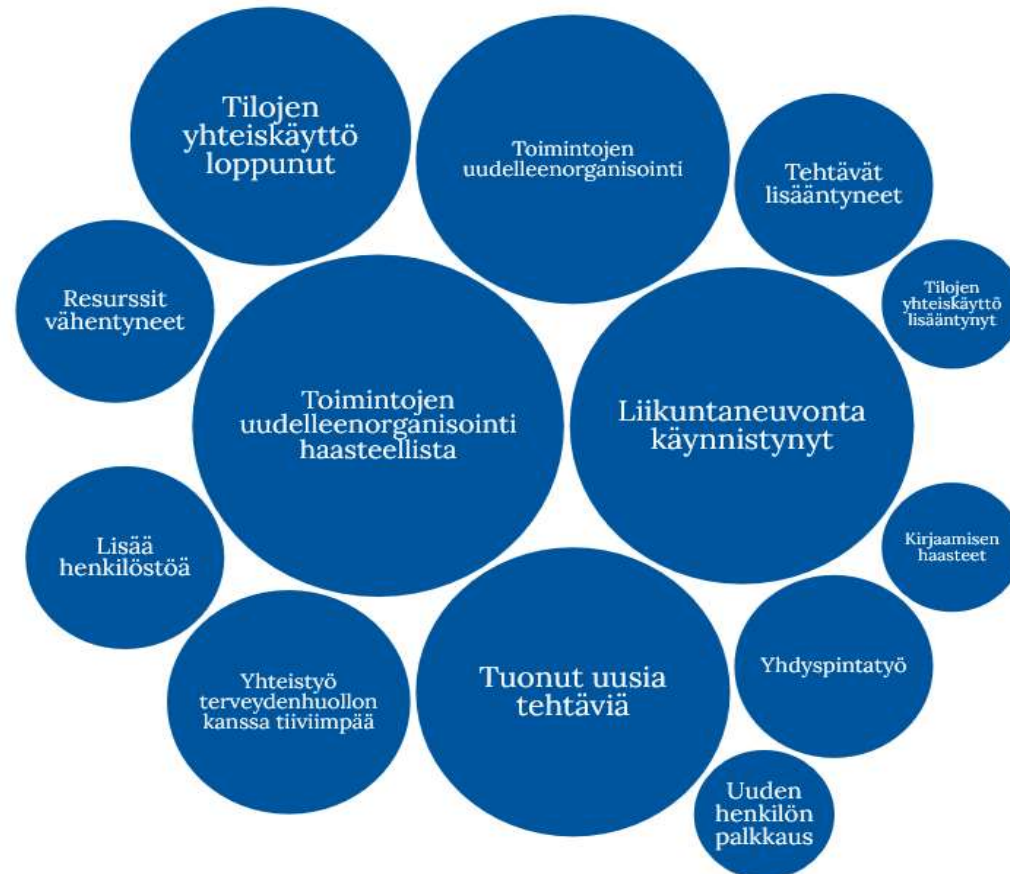 Tilojen
yhteiskäyttö
loppunut
Toimintojen
uudelleenorganisointi
Tehtävät
lisääntyneet
Resurssit
vähentyneet
Tilojen
yhteiskäyttö
lisääntynyt
Toimintojen
uudelleenorganisointi
haasteellista
Liikuntaneuvonta
käynnistynyt
Lisää
henkilöstöä
Kirjaamisen
haasteet
Yhteistyö
terveydenhuollon
kanssa tiiviimpää
Tuonut uusia
tehtäviä
Yhdyspintatyö
Uuden
henkilön
palkkaus